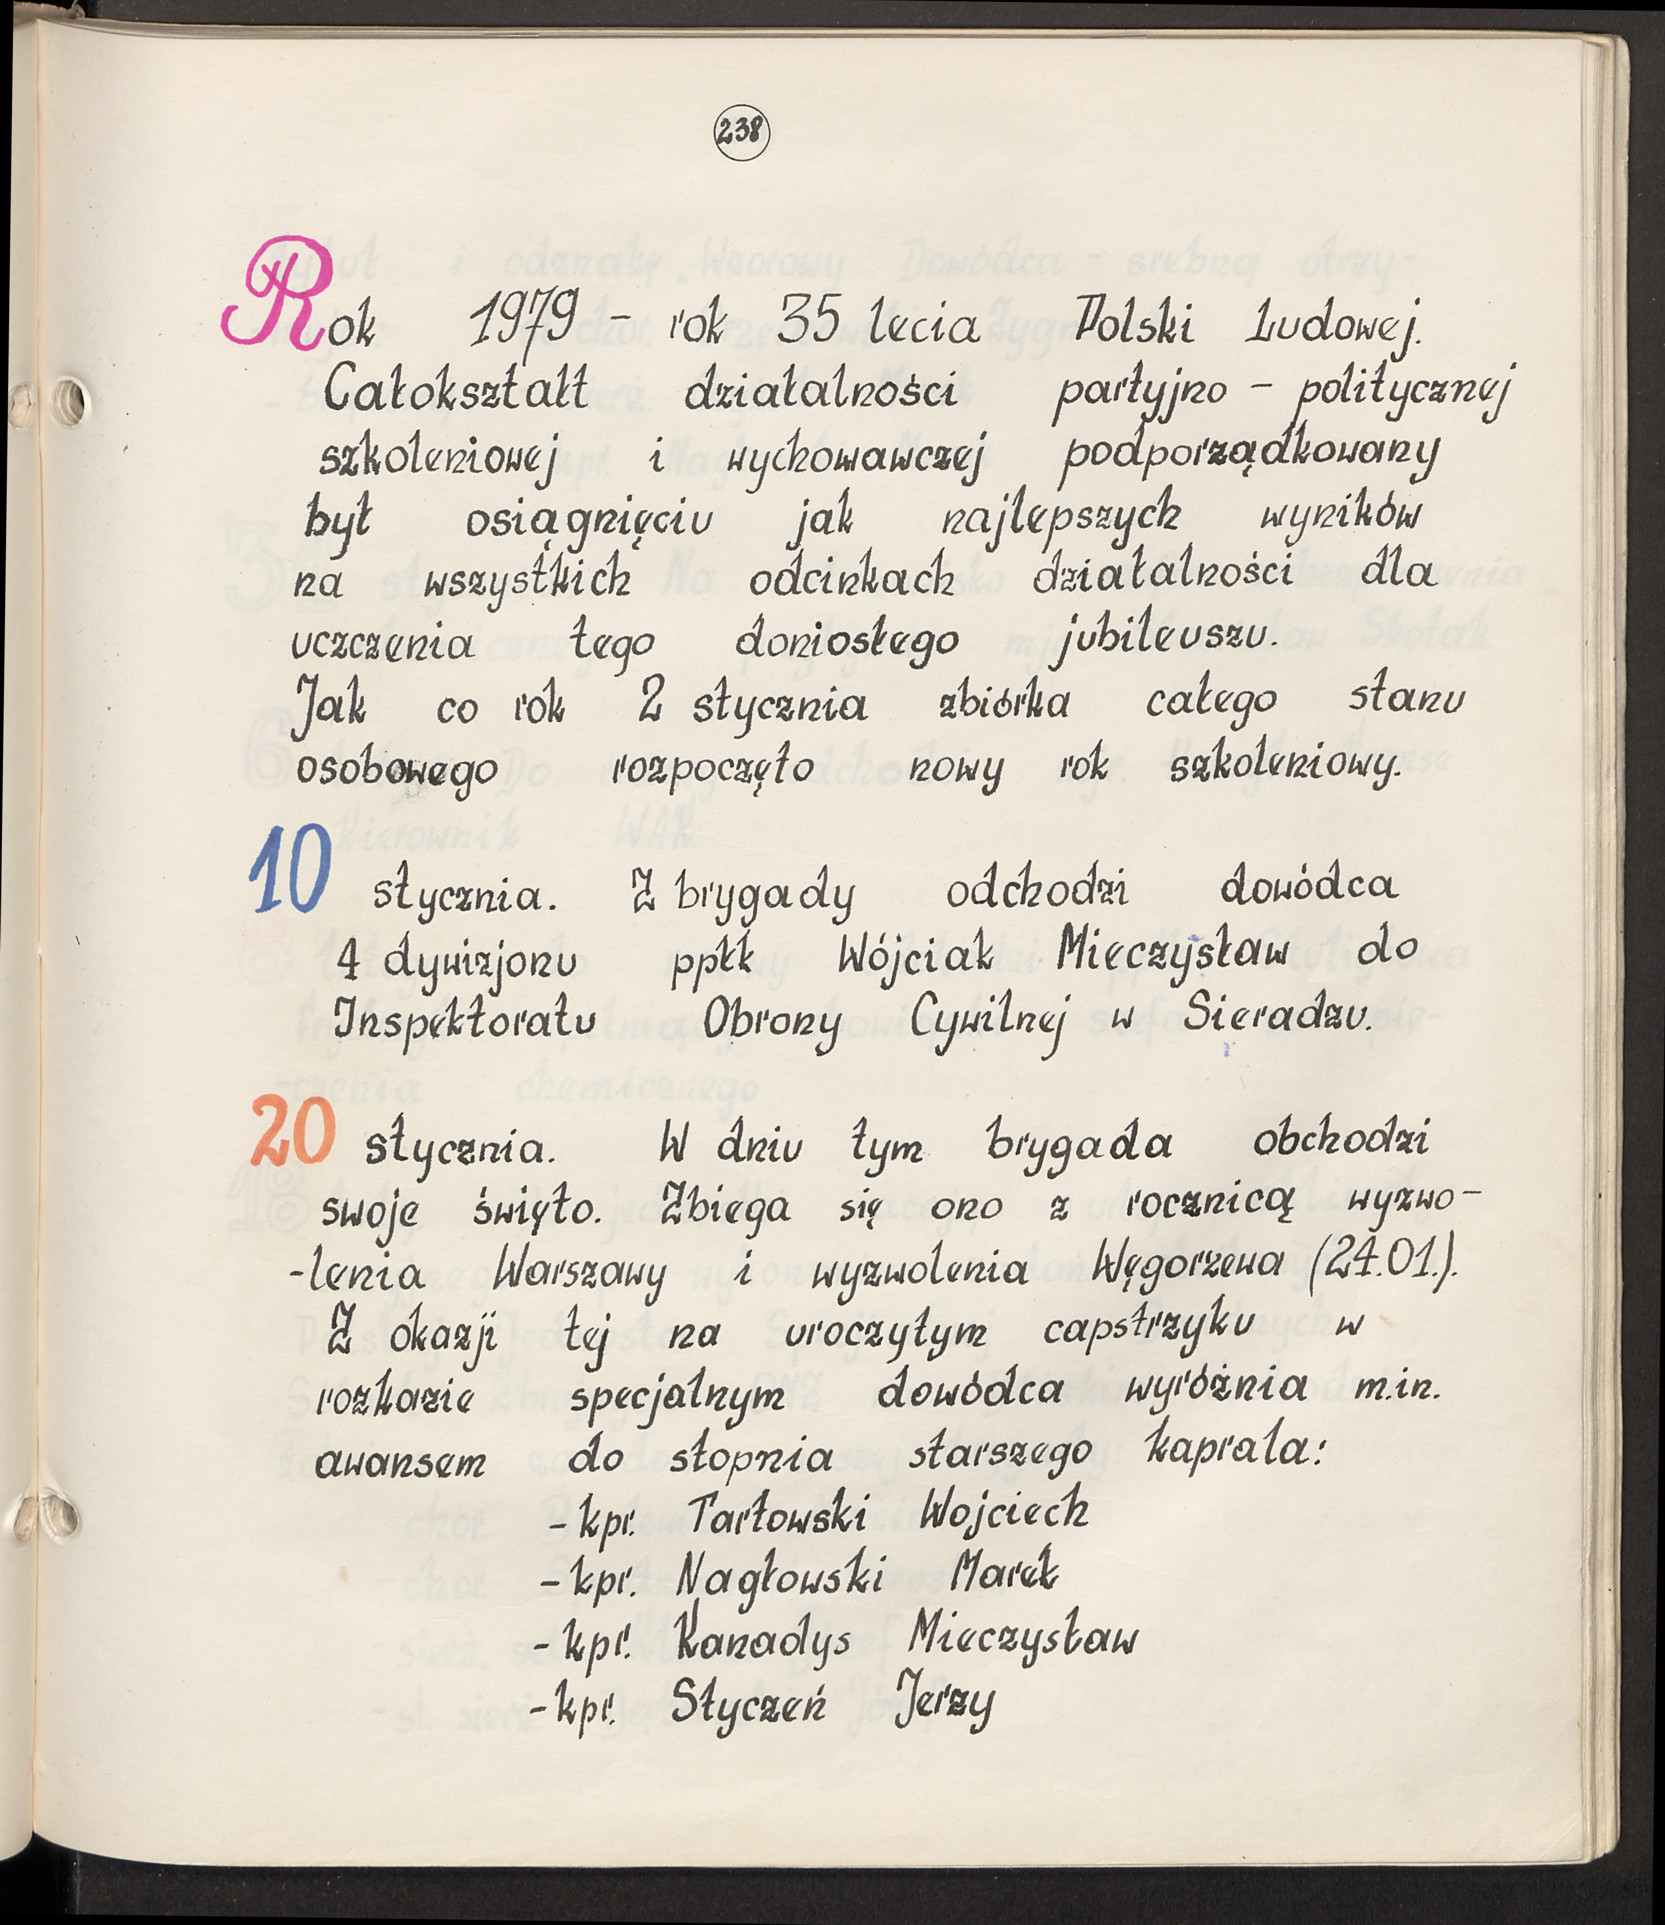 238
Rok 1979 - rok 35 lecia Polski Ludowej.
Całokształt działalności partyjno - politycznej
szkoleniowej i wychowawczej podporządkowany
był osiągnięciu jak najlepszych wyników
na wszystkich odcinkach działalności dla
uczczenia tego doniosłego jubileuszu.
Jak co rok 2 stycznia zbiórka całego stanu
osobowego rozpoczęło nowy rok szkoleniowy.
10 stycznia. Z brygady odchodzi dowódca
4 dywizjonu ppłk Wójciak Mieczysław do
Inspektoratu Obrony Cywilnej w Sieradzu.
20 stycznia. W dniu tym brygada obchodzi
swoje święto. Zbiega się ono z rocznicą wyzwo-
-lenia Warszawy i wyzwolenia Węgorzewa (24.01.).
Z okazji tej na uroczytym capstrzyku w
rozkazie specjalnym dowódca wyróżnia m.in.
awansem do stopnia starszego kaprala:
- kpr. Tarłowski Wojciech
- kpr. Nagłowski Marek
- kpr. Kanadys Mieczysław
- kpr. Styczeń Jerzy